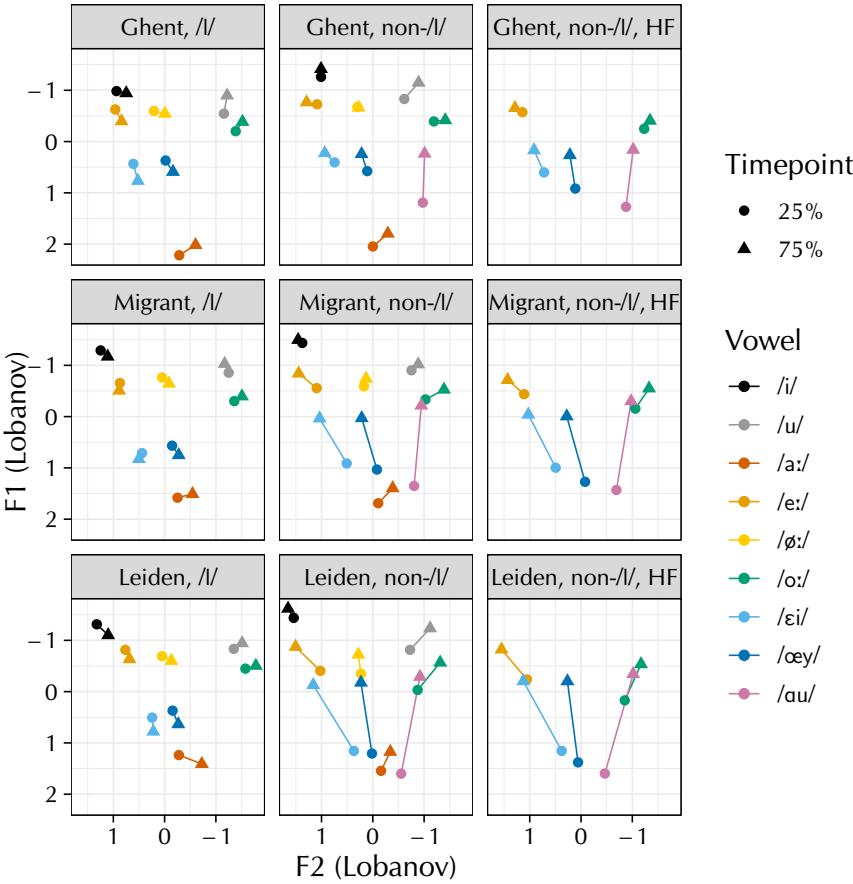 Ghent, /l/
Ghent, non-/l/
Ghent, non-/l/, HF
−1
0
1
2
Migrant, /l/
Migrant, non-/l/
Migrant, non-/l/, HF
−1
0
1
2
Leiden, /l/
Leiden, non-/l/
Leiden, non-/l/, HF
−1
0
1
2
1 0 −1
1 0 −1
1 0 −1
F1 (Lobanov)
F2 (Lobanov)
Timepoint
25%
75%
Vowel
/i/
/u/
/aː/
/eː/
/øː/
/oː/
/ɛi/
/œy/
/ɑu/